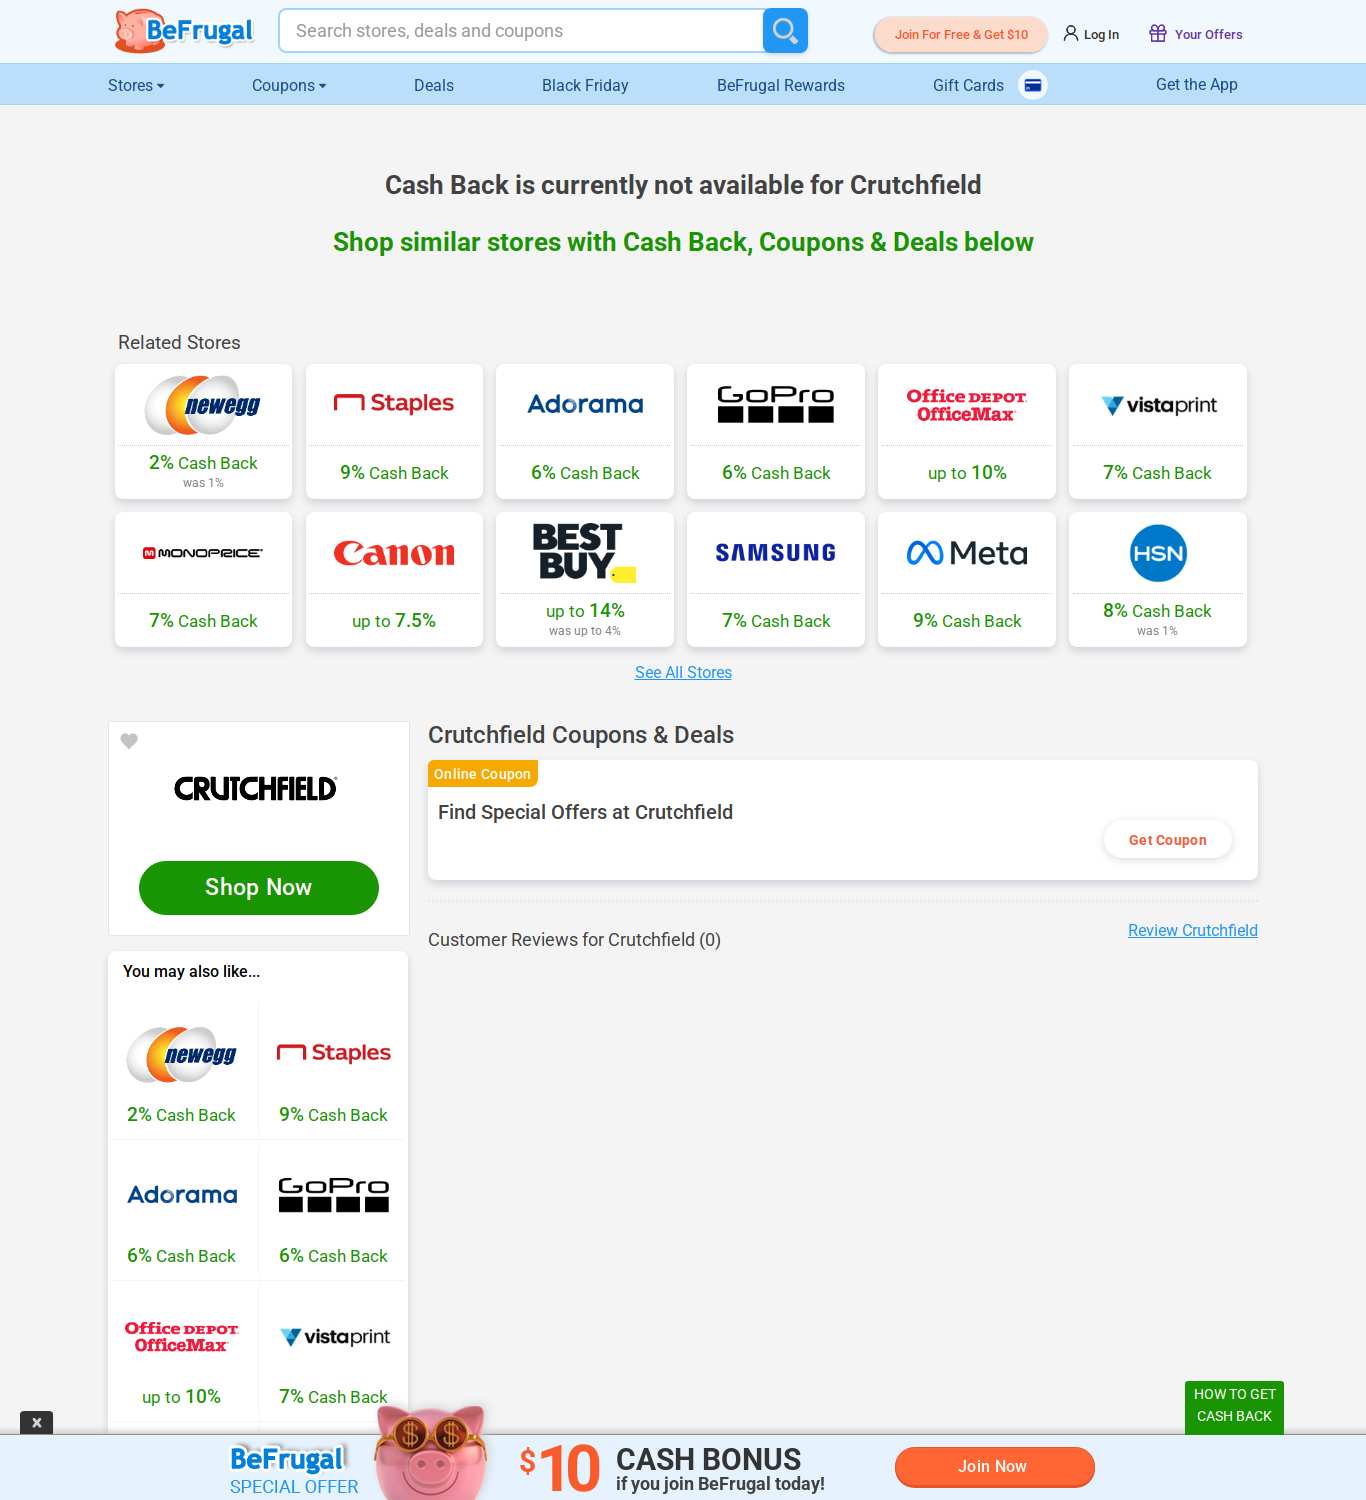 BeFrugal
Search stores, deals and coupons
Join For Free & Get $10
Log In
Your Offers
Stores
Coupons
Deals
Black Friday
BeFrugal Rewards
Gift Cards
Get the App
Cash Back is currently not available for Crutchfield
Shop similar stores with Cash Back, Coupons & Deals below
Related Stores
newegg
Staples
Adorama
GoPro
Office DEPOT
OfficeMax
vistaprint
2% Cash Back
was 1%
9% Cash Back
6% Cash Back
6% Cash Back
up to 10%
7% Cash Back
M MONOPRICE
Canon
BEST
BUY
SAMSUNG
Meta
HSN
7% Cash Back
up to 7.5%
up to 14%
was up to 4%
7% Cash Back
9% Cash Back
8% Cash Back
was 1%
See All Stores
CRUTCHFIELD
Shop Now
Crutchfield Coupons & Deals
Online Coupon
Find Special Offers at Crutchfield
Get Coupon
Customer Reviews for Crutchfield (0)
Review Crutchfield
You may also like...
newegg
Staples
2% Cash Back
9% Cash Back
Adorama
GoPro
6% Cash Back
6% Cash Back
Office DEPOT
OfficeMax
vistaprint
up to 10%
7% Cash Back
HOW TO GET
CASH BACK
x
BeFrugal
SPECIAL OFFER
$ $
$10
CASH BONUS
if you join BeFrugal today!
Join Now